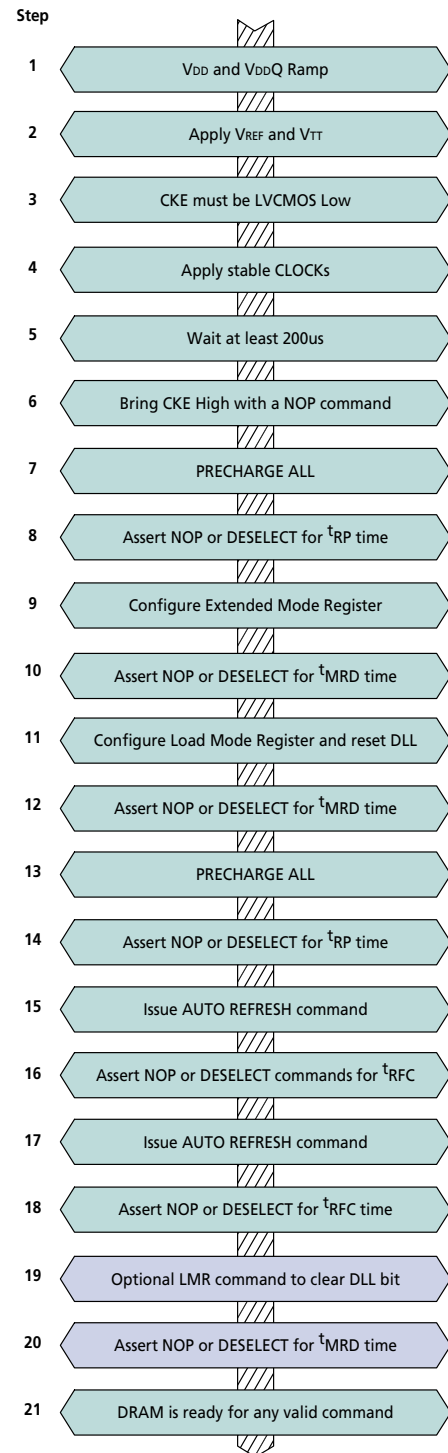 Step
1 VDD and VDDQ Ramp
2 Apply VREF and VTT
3 CKE must be LVCMOS Low
4 Apply stable CLOCKs
5 Wait at least 200us
6 Bring CKE High with a NOP command
7 PRECHARGE ALL
8 Assert NOP or DESELECT for tRP time
9 Configure Extended Mode Register
10 Assert NOP or DESELECT for tMRD time
11 Configure Load Mode Register and reset DLL
12 Assert NOP or DESELECT for tMRD time
13 PRECHARGE ALL
14 Assert NOP or DESELECT for tRP time
15 Issue AUTO REFRESH command
16 Assert NOP or DESELECT commands for tRFC
17 Issue AUTO REFRESH command
18 Assert NOP or DESELECT for tRFC time
19 Optional LMR command to clear DLL bit
20 Assert NOP or DESELECT for tMRD time
21 DRAM is ready for any valid command